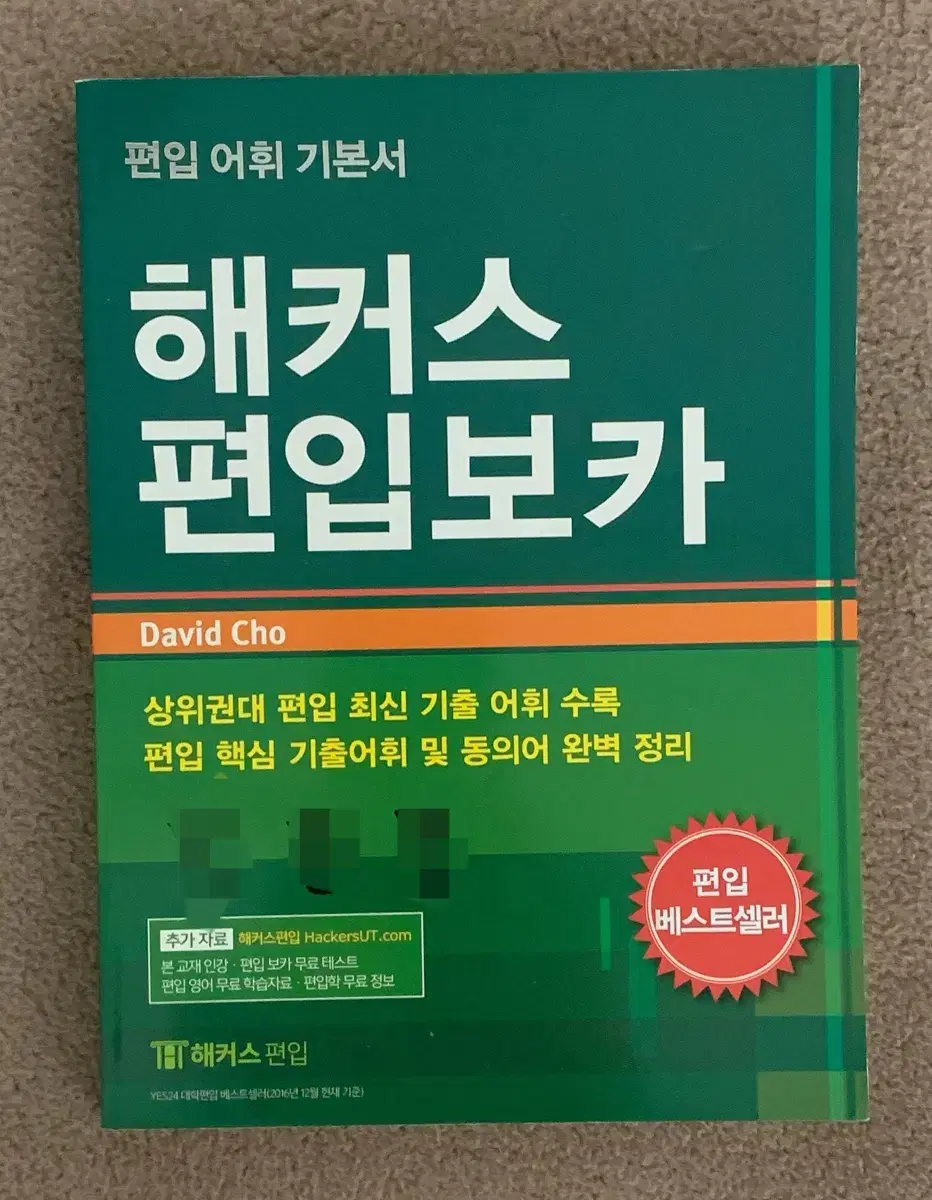 편입 어휘 기본서
해커스
편입보카
David Cho
상위권대 편입 최신 기출 어휘 수록
편입 핵심 기출어휘 및 동의어 완벽 정리
편입
베스트셀러
추가 자료 해커스편입 HackersUT.com
본 교재 인강 · 편입 보카 무료 테스트
편입 영어 무료 학습자료 · 편입학 무료 정보
해커스 편입
YES24 대학편입 베스트셀러(2016년 12월 현재 기준)